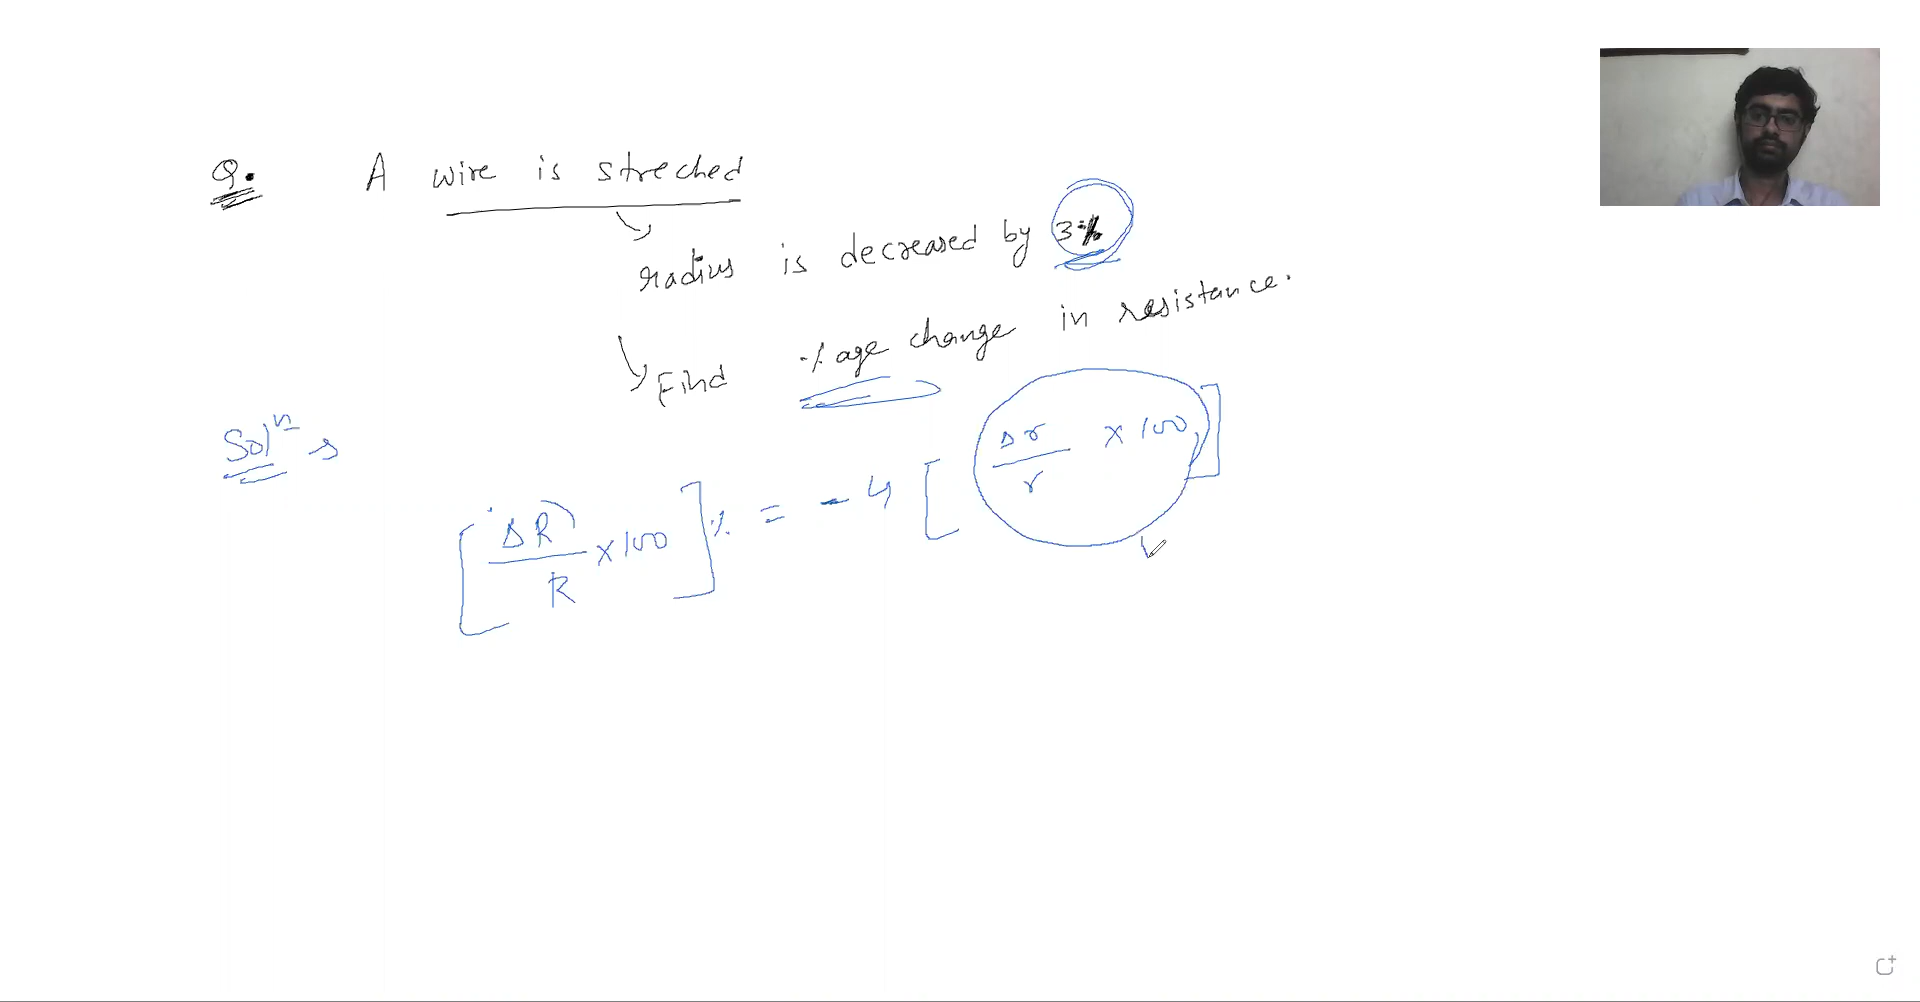 Q. A wire is streched
radius is decreased by 3%
Find %age change in resistance.
Solⁿ :
[ΔR/R × 100]% = - 4 [Δr/r × 100]